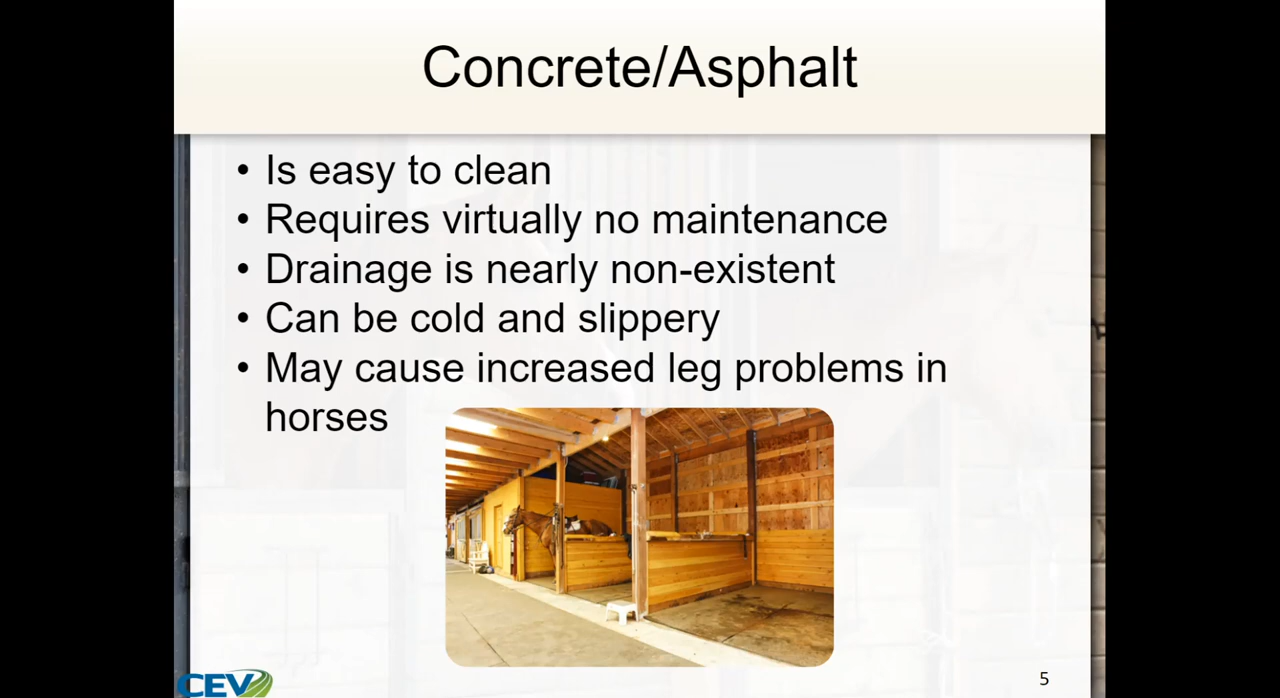 Concrete/Asphalt
• Is easy to clean
• Requires virtually no maintenance
• Drainage is nearly non-existent
• Can be cold and slippery
• May cause increased leg problems in
horses
CEV
5